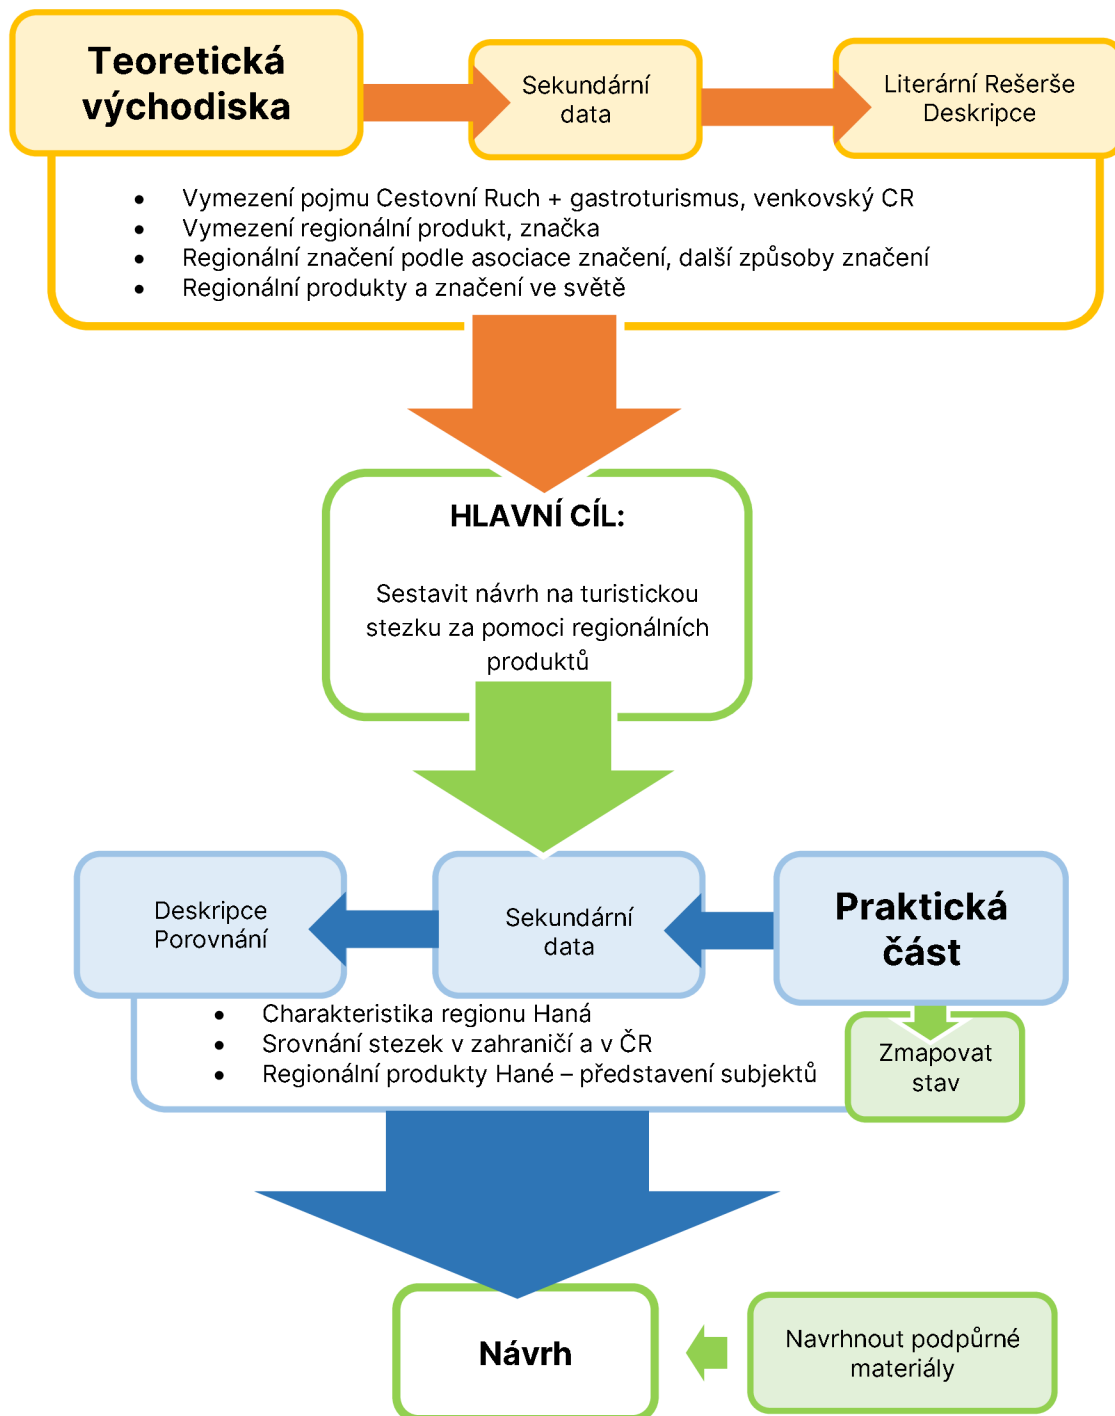 Teoretická
východiska
Sekundární
data
Literární Rešerše
Deskripce
• Vymezení pojmu Cestovní Ruch + gastroturismus, venkovský CR
• Vymezení regionální produkt, značka
• Regionální značení podle asociace značení, další způsoby značení
• Regionální produkty a značení ve světě
HLAVNÍ CÍL:
Sestavit návrh na turistickou
stezku za pomoci regionálních
produktů
Deskripce
Porovnání
Sekundární
data
Praktická
část
• Charakteristika regionu Haná
• Srovnání stezek v zahraničí a v ČR
• Regionální produkty Hané – představení subjektů
Zmapovat
stav
Návrh
Navrhnout podpůrné
materiály